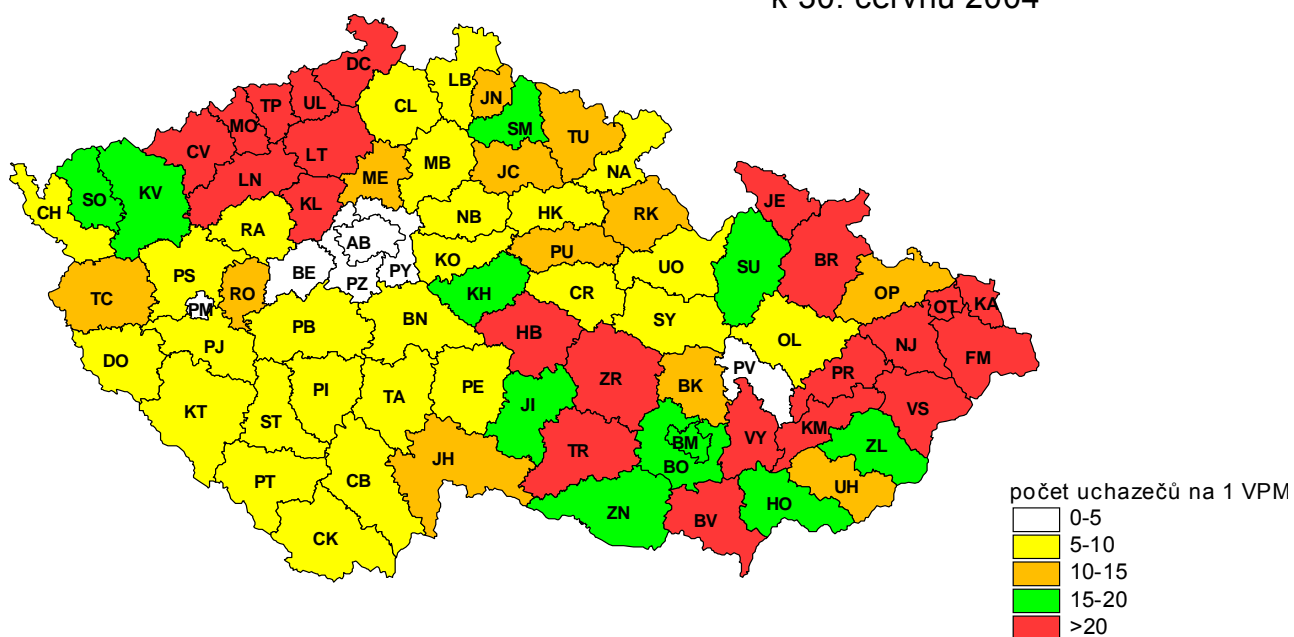 k 30. červnu 2004
DC
LB
TP
UL
JN
CL
MO
SM
TU
CV
LT
MB
JC
ME
NA
LN
SO
KV
KL
JE
CH
NB
HK
RK
RA
AB
PU
BR
KO
UO
SU
BE
PY
PS
PZ
TC
RO
KH
CR
OP
KA
OT
PM
BN
SY
PB
HB
OL
NJ
FM
DO
PJ
PV
PR
ZR
BK
PI
TA
PE
KT
JI
VS
ST
KM
VY
BM
ZL
TR
JH
BO
PT
CB
UH
HO
ZN
BV
CK
počet uchazečů na 1 VPM
0-5
5-10
10-15
15-20
>20